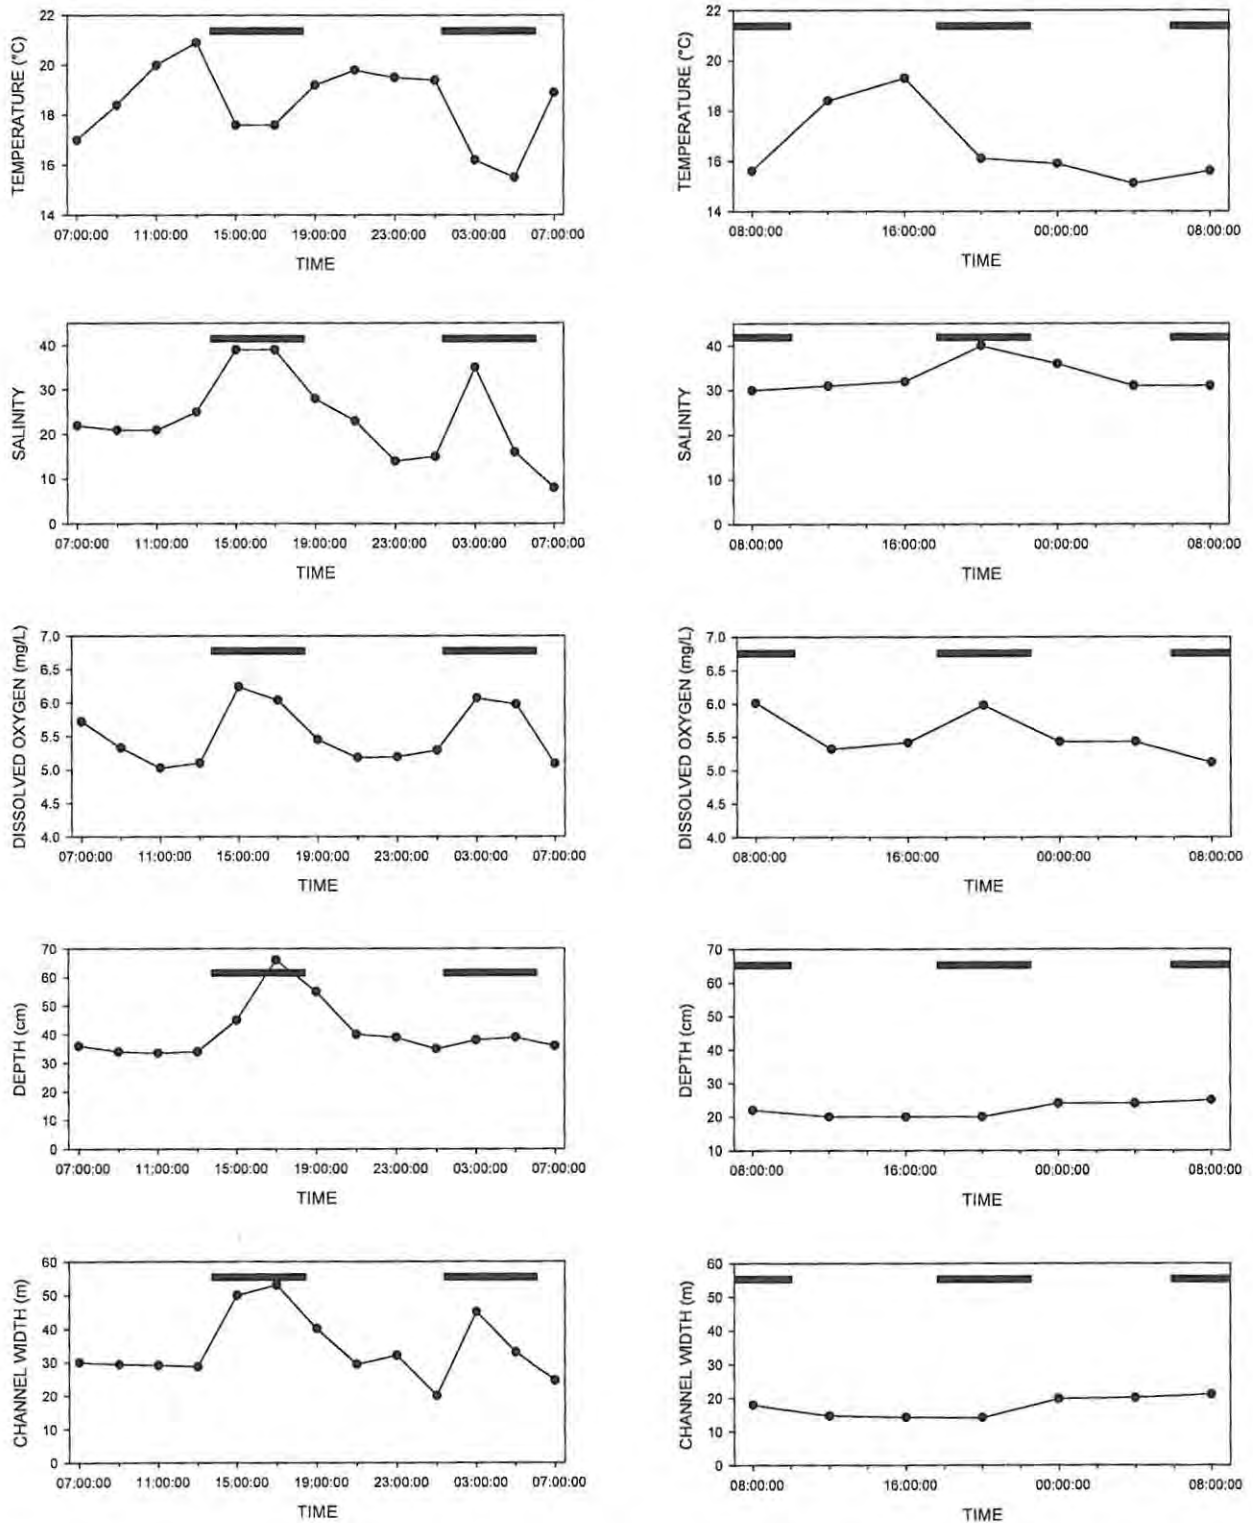 TEMPERATURE (°C)
22
20
18
16
14
07:00:00 11:00:00 15:00:00 19:00:00 23:00:00 03:00:00 07:00:00
TIME
TEMPERATURE (°C)
22
20
18
16
14
08:00:00 16:00:00 00:00:00 08:00:00
TIME
SALINITY
40
30
20
10
0
07:00:00 11:00:00 15:00:00 19:00:00 23:00:00 03:00:00 07:00:00
TIME
SALINITY
40
30
20
10
0
08:00:00 16:00:00 00:00:00 08:00:00
TIME
DISSOLVED OXYGEN (mg/L)
7.0
6.5
6.0
5.5
5.0
4.5
4.0
07:00:00 11:00:00 15:00:00 19:00:00 23:00:00 03:00:00 07:00:00
TIME
DISSOLVED OXYGEN (mg/L)
7.0
6.5
6.0
5.5
5.0
4.5
4.0
08:00:00 16:00:00 00:00:00 08:00:00
TIME
DEPTH (cm)
70
60
50
40
30
20
10
0
07:00:00 11:00:00 15:00:00 19:00:00 23:00:00 03:00:00 07:00:00
TIME
DEPTH (cm)
70
60
50
40
30
20
10
08:00:00 16:00:00 00:00:00 08:00:00
TIME
CHANNEL WIDTH (m)
60
50
40
30
20
10
0
07:00:00 11:00:00 15:00:00 19:00:00 23:00:00 03:00:00 07:00:00
TIME
CHANNEL WIDTH (m)
60
50
40
30
20
10
0
08:00:00 16:00:00 00:00:00 08:00:00
TIME